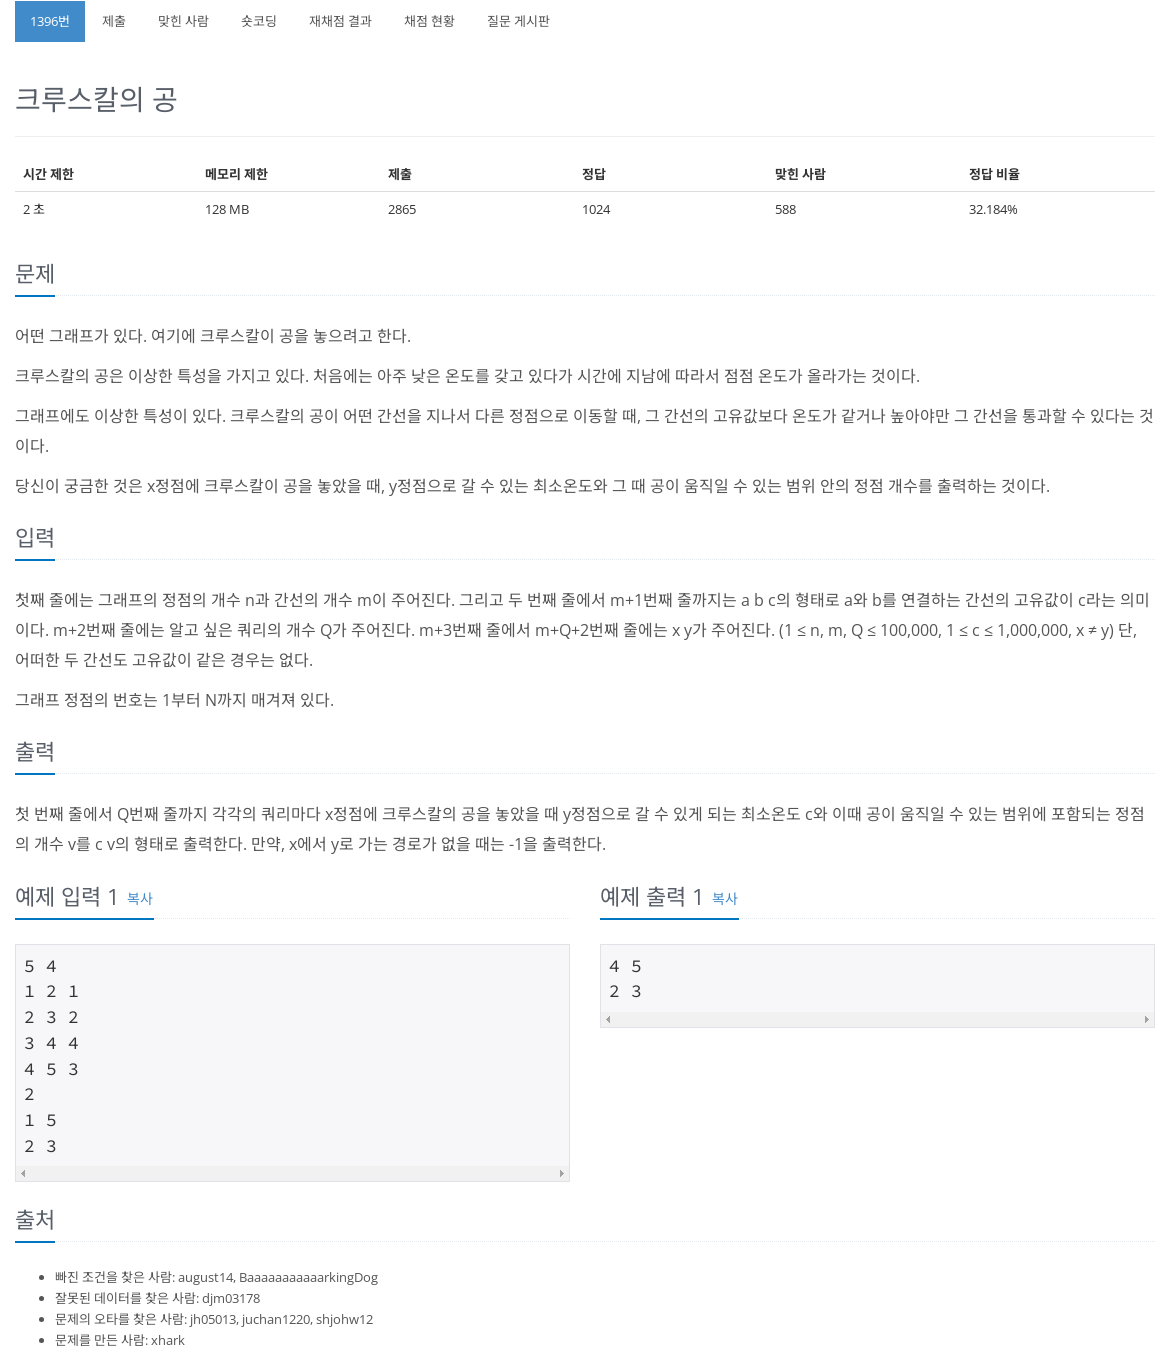 1396번 제출 맞힌 사람 숏코딩 재채점 결과 채점 현황 질문 게시판
크루스칼의 공
시간 제한 메모리 제한 제출 정답 맞힌 사람 정답 비율
2 초 128 MB 2865 1024 588 32.184%
문제
어떤 그래프가 있다. 여기에 크루스칼이 공을 놓으려고 한다.
크루스칼의 공은 이상한 특성을 가지고 있다. 처음에는 아주 낮은 온도를 갖고 있다가 시간에 지남에 따라서 점점 온도가 올라가는 것이다.
그래프에도 이상한 특성이 있다. 크루스칼의 공이 어떤 간선을 지나서 다른 정점으로 이동할 때, 그 간선의 고유값보다 온도가 같거나 높아야만 그 간선을 통과할 수 있다는 것
이다.
당신이 궁금한 것은 x정점에 크루스칼이 공을 놓았을 때, y정점으로 갈 수 있는 최소온도와 그 때 공이 움직일 수 있는 범위 안의 정점 개수를 출력하는 것이다.
입력
첫째 줄에는 그래프의 정점의 개수 n과 간선의 개수 m이 주어진다. 그리고 두 번째 줄에서 m+1번째 줄까지는 a b c의 형태로 a와 b를 연결하는 간선의 고유값이 c라는 의미
이다. m+2번째 줄에는 알고 싶은 쿼리의 개수 Q가 주어진다. m+3번째 줄에서 m+Q+2번째 줄에는 x y가 주어진다. (1 ≤ n, m, Q ≤ 100,000, 1 ≤ c ≤ 1,000,000, x ≠ y) 단,
어떠한 두 간선도 고유값이 같은 경우는 없다.
그래프 정점의 번호는 1부터 N까지 매겨져 있다.
출력
첫 번째 줄에서 Q번째 줄까지 각각의 쿼리마다 x정점에 크루스칼의 공을 놓았을 때 y정점으로 갈 수 있게 되는 최소온도 c와 이때 공이 움직일 수 있는 범위에 포함되는 정점
의 개수 v를 c v의 형태로 출력한다. 만약, x에서 y로 가는 경로가 없을 때는 -1을 출력한다.
예제 입력 1 복사
5 4
1 2 1
2 3 2
3 4 4
4 5 3
2
1 5
2 3
예제 출력 1 복사
4 5
2 3
출처
빠진 조건을 찾은 사람: august14, BaaaaaaaaaaarkingDog
잘못된 데이터를 찾은 사람: djm03178
문제의 오타를 찾은 사람: jh05013, juchan1220, shjohw12
문제를 만든 사람: xhark